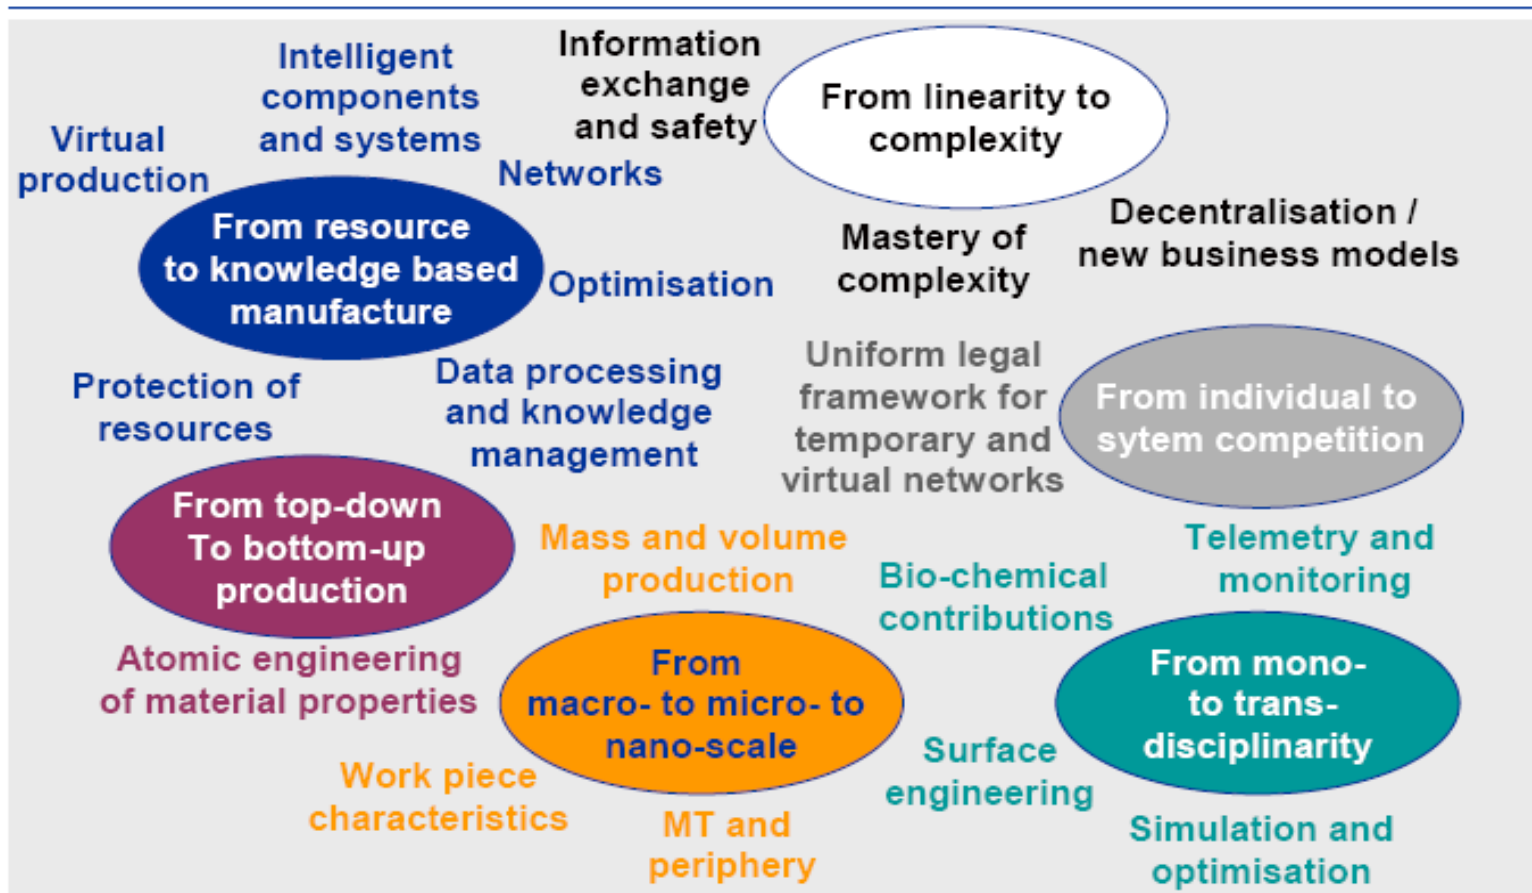 Intelligent
components
and systems
Information
exchange
and safety
From linearity to
complexity
Virtual
production
Networks
From resource
to knowledge based
manufacture
Optimisation
Mastery of
complexity
Decentralisation /
new business models
Protection of
resources
Data processing
and knowledge
management
Uniform legal
framework for
temporary and
virtual networks
From individual to
sytem competition
From top-down
To bottom-up
production
Mass and volume
production
Bio-chemical
contributions
Telemetry and
monitoring
Atomic engineering
of material properties
From
macro- to micro- to
nano-scale
From mono-
to trans-
disciplinarity
Work piece
characteristics
MT and
periphery
Surface
engineering
Simulation and
optimisation